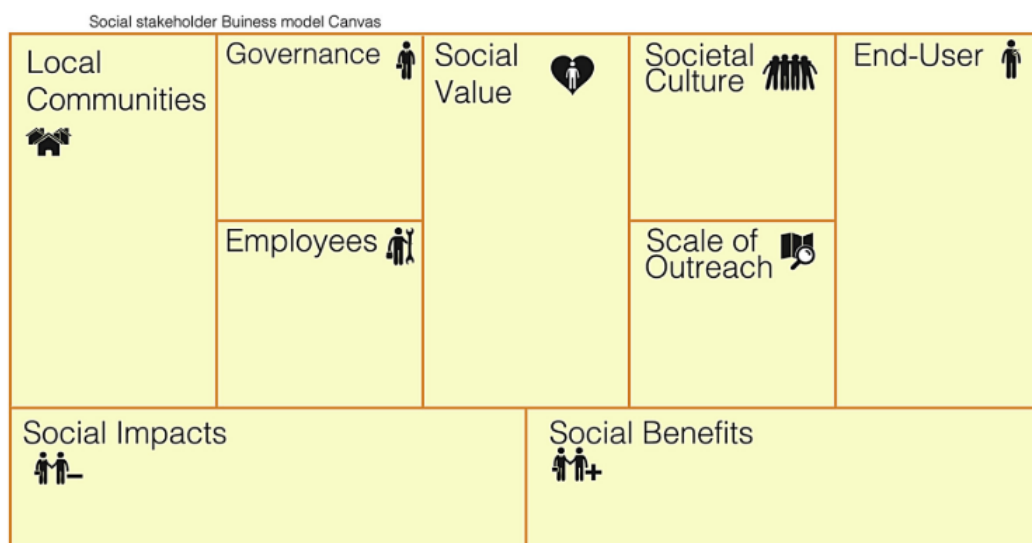 Social stakeholder Buiness model Canvas
Local
Communities
Governance
Employees
Social
Value
Societal
Culture
Scale of
Outreach
End-User
Social Impacts
Social Benefits